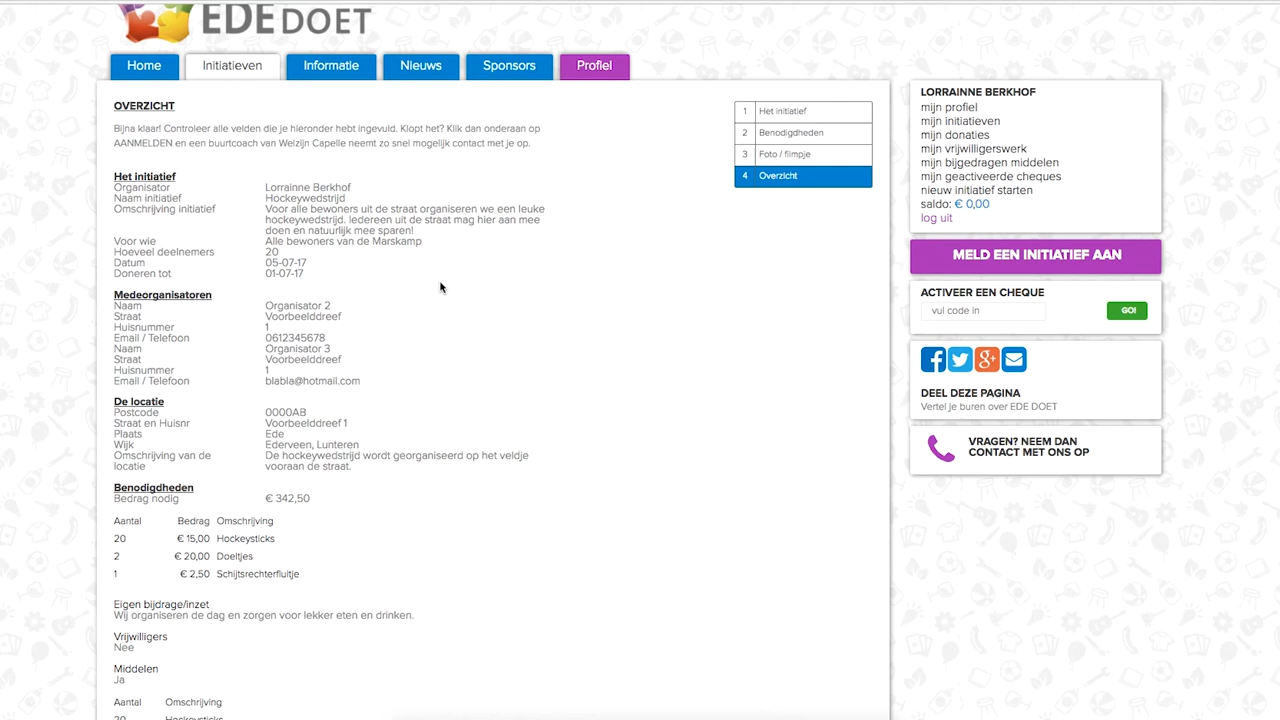 EDE DOET
Home Initiatieven Informatie Nieuws Sponsors Profiel
OVERZICHT
Bijna klaar! Controleer alle velden die je hieronder hebt ingevuld. Klopt het? Klik dan onderaan op
AANMELDEN en een buurtcoach van Welzijn Capelle neemt zo snel mogelijk contact met je op.
1 Het initiatief
2 Benodigdheden
3 Foto / filmpje
4 Overzicht
Het initiatief
Organisator Lorrainne Berkhof
Naam initiatief Hockeywedstrijd
Omschrijving initiatief Voor alle bewoners uit de straat organiseren we een leuke
hockeywedstrijd. Iedereen uit de straat mag hier aan mee
doen en natuurlijk mee sparen!
Voor wie Alle bewoners van de Marskamp
Hoeveel deelnemers 20
Datum 05-07-17
Doneren tot 01-07-17
Medeorganisatoren
Naam Organisator 2
Straat Voorbeelddreef
Huisnummer 1
Email / Telefoon 0612345678
Naam Organisator 3
Straat Voorbeelddreef
Huisnummer 1
Email / Telefoon blabla@hotmail.com
De locatie
Postcode 0000AB
Straat en Huisnr Voorbeelddreef 1
Plaats Ede
Wijk Ederveen, Lunteren
Omschrijving van de De hockeywedstrijd wordt georganiseerd op het veldje
locatie vooraan de straat.
Benodigdheden
Bedrag nodig € 342,50
Aantal Bedrag Omschrijving
20 € 15,00 Hockeysticks
2 € 20,00 Doeltjes
1 € 2,50 Schijtsrechterfluitje
Eigen bijdrage/inzet
Wij organiseren de dag en zorgen voor lekker eten en drinken.
Vrijwilligers
Nee
Middelen
Ja
Aantal Omschrijving
20 Hockeysticks
LORRAINNE BERKHOF
mijn profiel
mijn initiatieven
mijn donaties
mijn vrijwilligerswerk
mijn bijgedragen middelen
mijn geactiveerde cheques
nieuw initiatief starten
saldo: € 0,00
log uit
MELD EEN INITIATIEF AAN
ACTIVEER EEN CHEQUE
vul code in GO!
DEEL DEZE PAGINA
Vertel je buren over EDE DOET
VRAGEN? NEEM DAN
CONTACT MET ONS OP